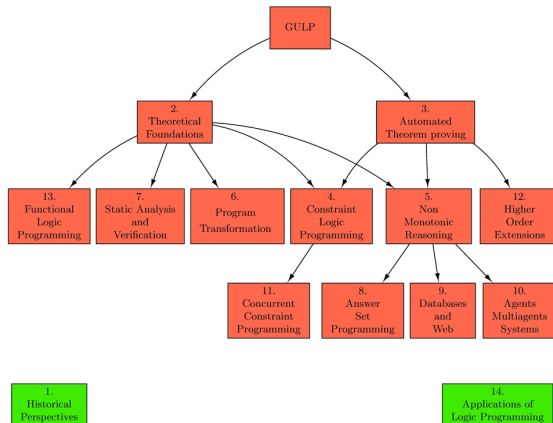 GULP
2.
Theoretical
Foundations
3.
Automated
Theorem proving
13.
Functional
Logic
Programming
7.
Static Analysis
and
Verification
6.
Program
Transformation
4.
Constraint
Logic
Programming
5.
Non
Monotonic
Reasoning
12.
Higher
Order
Extensions
11.
Concurrent
Constraint
Programming
8.
Answer
Set
Programming
9.
Databases
and
Web
10.
Agents
Multiagents
Systems
1.
Historical
Perspectives
14.
Applications of
Logic Programming